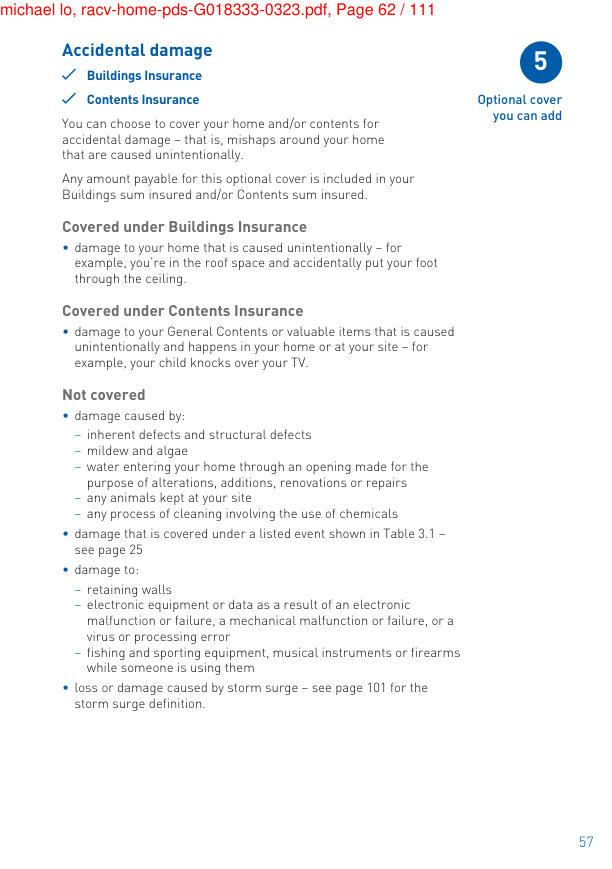 michael lo, racv-home-pds-G018333-0323.pdf, Page 62 / 111
Accidental damage
✓ Buildings Insurance
✓ Contents Insurance
5
Optional cover
you can add
You can choose to cover your home and/or contents for
accidental damage – that is, mishaps around your home
that are caused unintentionally.
Any amount payable for this optional cover is included in your
Buildings sum insured and/or Contents sum insured.
Covered under Buildings Insurance
• damage to your home that is caused unintentionally – for
example, you're in the roof space and accidentally put your foot
through the ceiling.
Covered under Contents Insurance
• damage to your General Contents or valuable items that is caused
unintentionally and happens in your home or at your site – for
example, your child knocks over your TV.
Not covered
• damage caused by:
– inherent defects and structural defects
– mildew and algae
– water entering your home through an opening made for the
purpose of alterations, additions, renovations or repairs
– any animals kept at your site
– any process of cleaning involving the use of chemicals
• damage that is covered under a listed event shown in Table 3.1 –
see page 25
• damage to:
– retaining walls
– electronic equipment or data as a result of an electronic
malfunction or failure, a mechanical malfunction or failure, or a
virus or processing error
– fishing and sporting equipment, musical instruments or firearms
while someone is using them
• loss or damage caused by storm surge – see page 101 for the
storm surge definition.
57